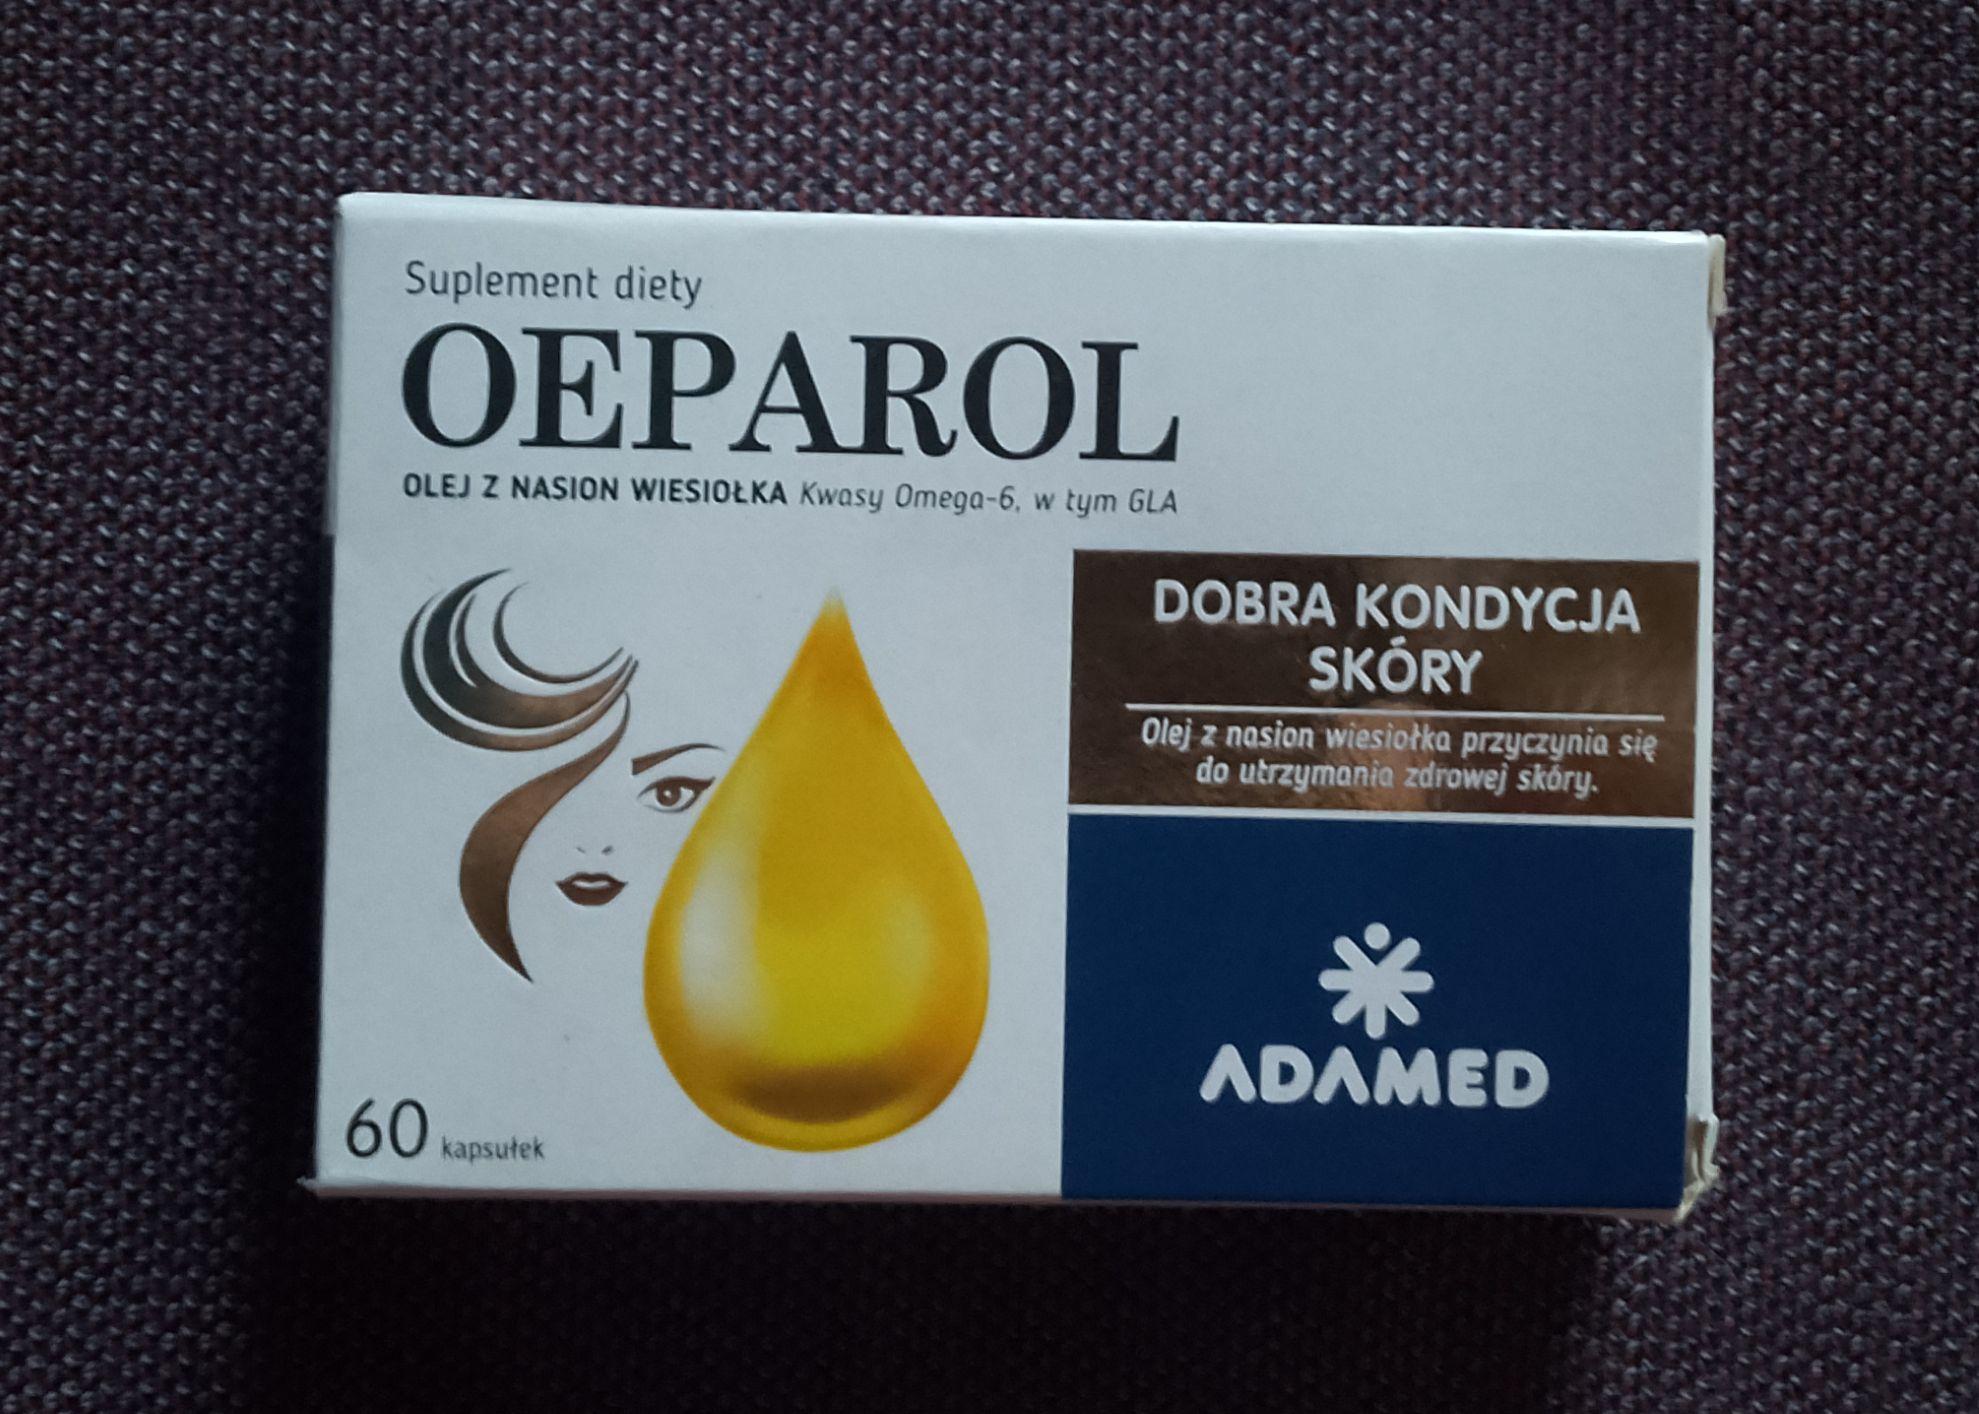 Suplement diety
OEPAROL
OLEJ Z NASION WIESIOŁKA Kwasy Omega-6, w tym GLA
DOBRA KONDYCJA
SKÓRY
Olej z nasion wiesiołka przyczynia się
do utrzymania zdrowej skóry.
ADAMED
60 kapsułek